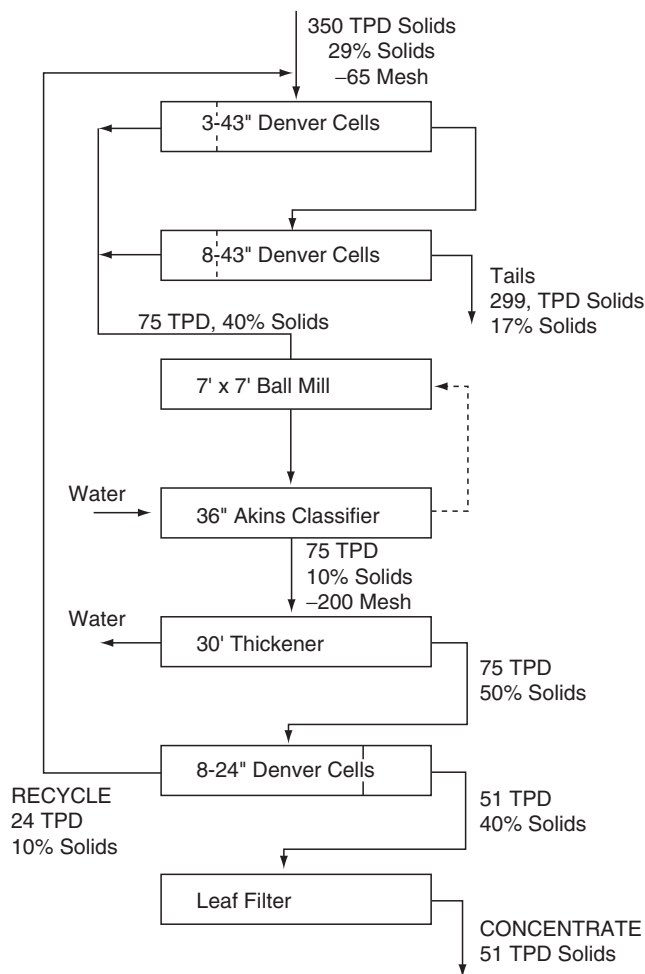 350 TPD Solids
29% Solids
–65 Mesh
3-43" Denver Cells
8-43" Denver Cells
Tails
299, TPD Solids
17% Solids
75 TPD, 40% Solids
7' x 7' Ball Mill
Water
36" Akins Classifier
75 TPD
10% Solids
–200 Mesh
Water
30' Thickener
75 TPD
50% Solids
8-24" Denver Cells
RECYCLE
24 TPD
10% Solids
51 TPD
40% Solids
Leaf Filter
CONCENTRATE
51 TPD Solids